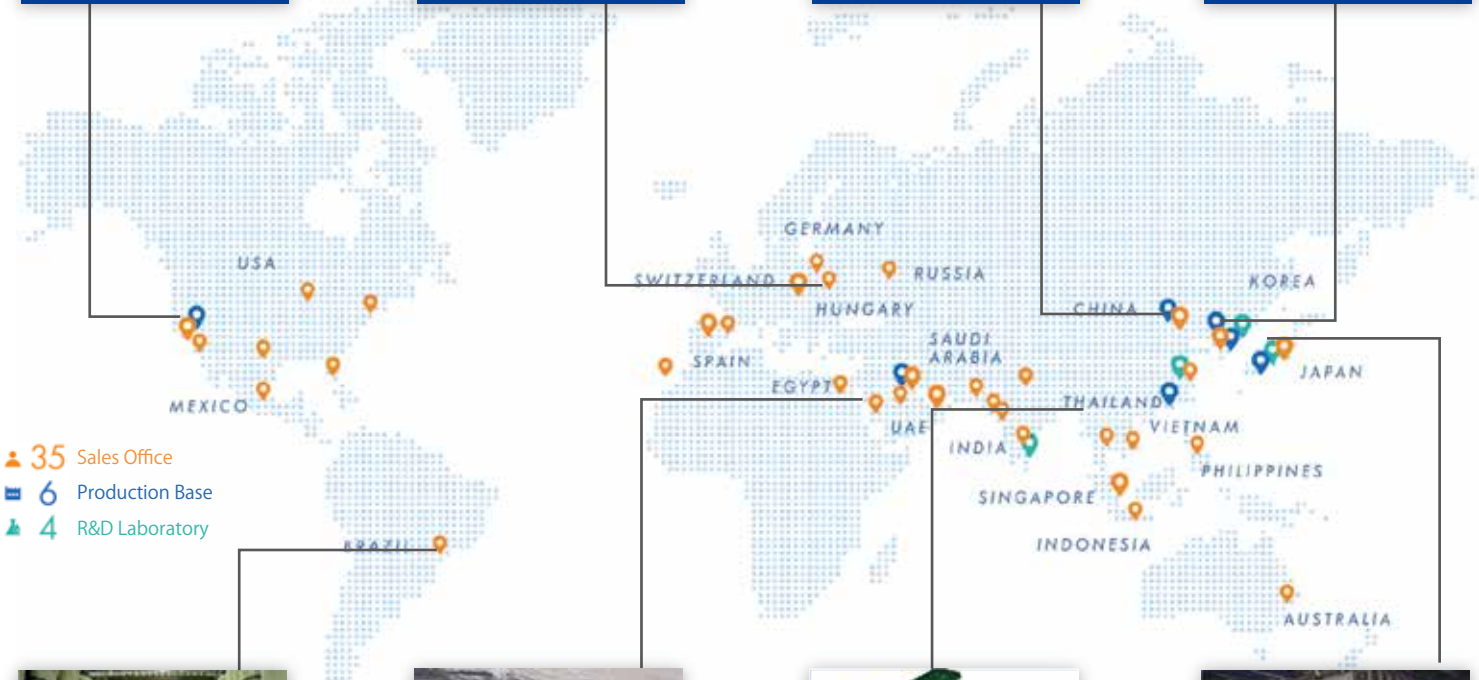 GERMANY
USA
SWITZERLAND
RUSSIA
KOREA
HUNGARY
CHINA
SAUDI
ARABIA
SPAIN
JAPAN
EGYPT
MEXICO
THAILAND
UAE
VIETNAM
INDIA
35 Sales Office
PHILIPPINES
6 Production Base
SINGAPORE
4 R&D Laboratory
BRAZIL
INDONESIA
AUSTRALIA